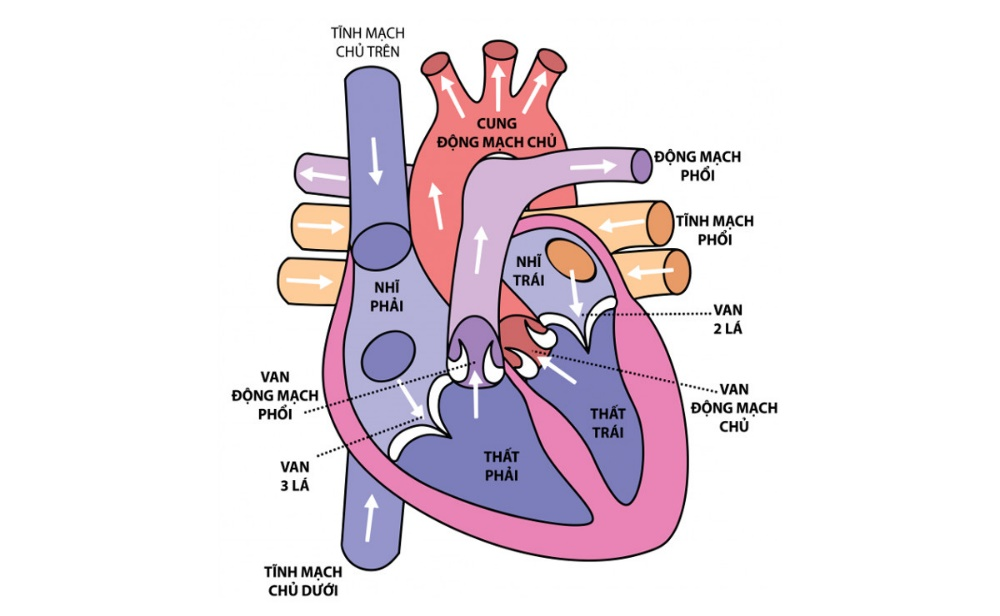 TĨNH MẠCH
CHỦ TRÊN
CUNG
ĐỘNG MẠCH CHỦ
ĐỘNG MẠCH
PHỔI
TĨNH MẠCH
PHỔI
NHĨ
TRÁI
NHĨ
PHẢI
VAN
2 LÁ
VAN
ĐỘNG MẠCH
PHỔI
VAN
ĐỘNG MẠCH
CHỦ
THẤT
TRÁI
THẤT
PHẢI
VAN
3 LÁ
TĨNH MẠCH
CHỦ DƯỚI